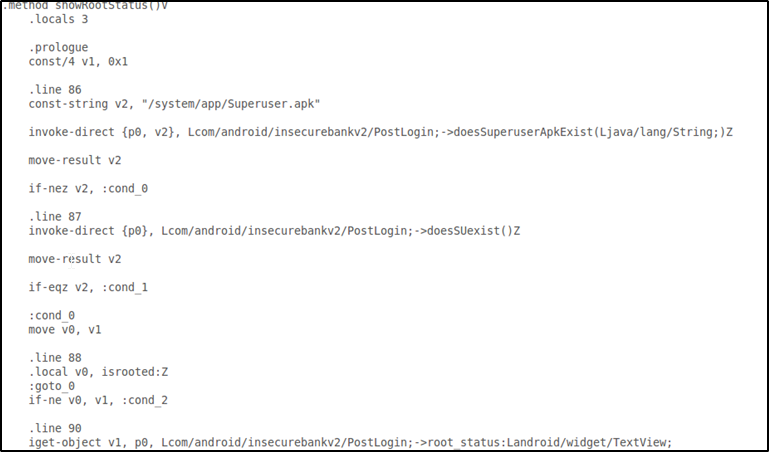 .method showRootStatus()V
.locals 3
.prologue
const/4 v1, 0x1
.line 86
const-string v2, "/system/app/Superuser.apk"
invoke-direct {p0, v2}, Lcom/android/insecurebankv2/PostLogin;->doesSuperuserApkExist(Ljava/lang/String;)Z
move-result v2
if-nez v2, :cond_0
.line 87
invoke-direct {p0}, Lcom/android/insecurebankv2/PostLogin;->doesSUexist()Z
move-result v2
if-eqz v2, :cond_1
:cond_0
move v0, v1
.line 88
.local v0, isrooted:Z
:goto_0
if-ne v0, v1, :cond_2
.line 90
iget-object v1, p0, Lcom/android/insecurebankv2/PostLogin;->root_status:Landroid/widget/TextView;